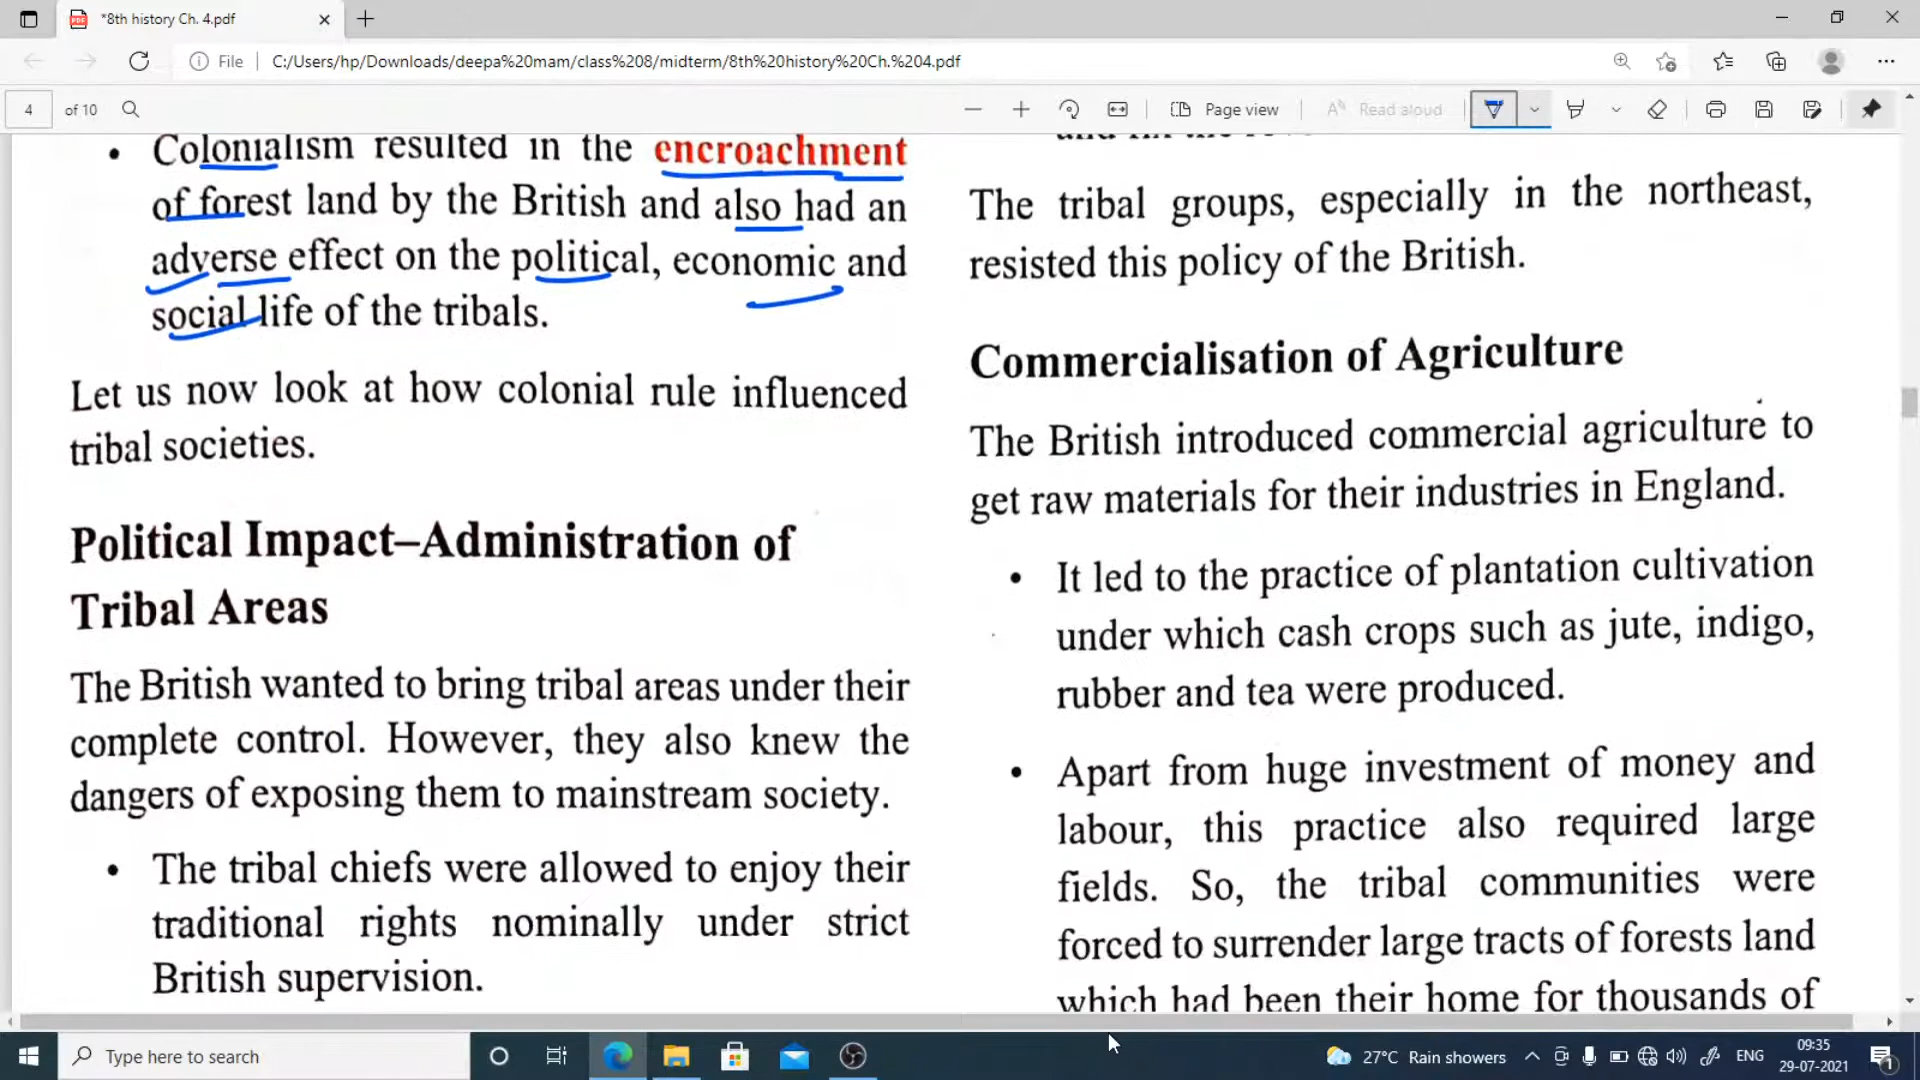 *8th history Ch. 4.pdf
File
C:/Users/hp/Downloads/deepa%20mam/class%208/midterm/8th%20history%20Ch.%204.pdf
4 of 10
Page view
Read aloud
• Colonialism resulted in the encroachment
of forest land by the British and also had an
adverse effect on the political, economic and
social life of the tribals.
Let us now look at how colonial rule influenced
tribal societies.
Political Impact–Administration of
Tribal Areas
The British wanted to bring tribal areas under their
complete control. However, they also knew the
dangers of exposing them to mainstream society.
• The tribal chiefs were allowed to enjoy their
traditional rights nominally under strict
British supervision.
The tribal groups, especially in the northeast,
resisted this policy of the British.
Commercialisation of Agriculture
The British introduced commercial agriculture to
get raw materials for their industries in England.
• It led to the practice of plantation cultivation
under which cash crops such as jute, indigo,
rubber and tea were produced.
• Apart from huge investment of money and
labour, this practice also required large
fields. So, the tribal communities were
forced to surrender large tracts of forests land
which had been their home for thousands of
Type here to search
27°C Rain showers
ENG
09:35
29-07-2021
1